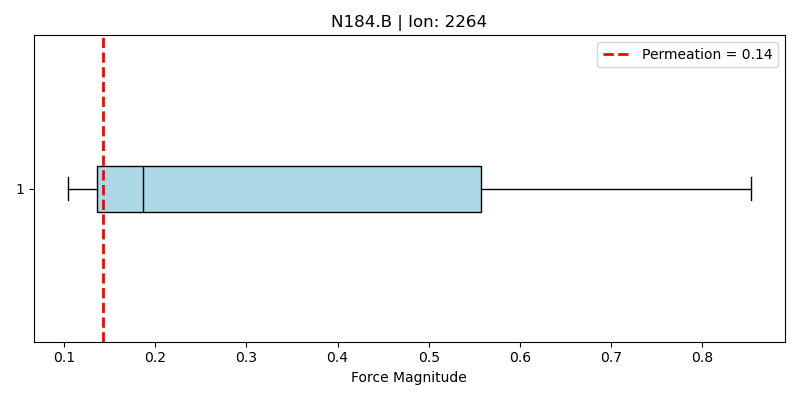 N184.B | Ion: 2264
Permeation = 0.14
1
0.1 0.2 0.3 0.4 0.5 0.6 0.7 0.8
Force Magnitude